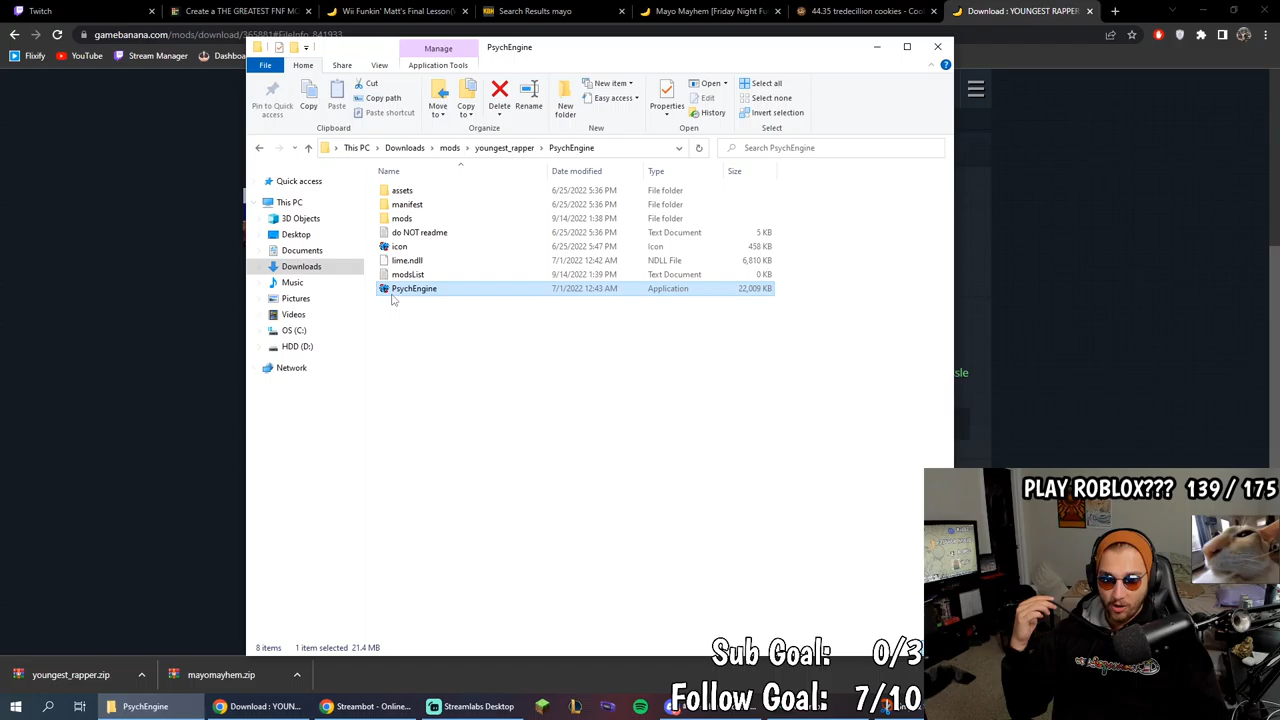 Twitch
Create a THE GREATEST FNF MO
Wii Funkin' Matt's Final Lesson(V
Search Results mayo
Mayo Mayhem [Friday Night Fu
44.35 tredecillion cookies - Coo
Download : YOUNGEST RAPPER
gamebanana.com/mods/download/365881#FileInfo_841933
Flixify
YouTube
Stream Manager
Manage
PsychEngine
File
Home
Share
View
Application Tools
Pin to Quick access
Copy
Paste
Cut
Copy path
Paste shortcut
Clipboard
Move to
Copy to
Delete
Rename
Organize
New folder
New item
Easy access
New
Properties
Open
Edit
History
Open
Select all
Select none
Invert selection
Select
This PC
Downloads
mods
youngest_rapper
PsychEngine
Search PsychEngine
Name
Date modified
Type
Size
Quick access
This PC
3D Objects
Desktop
Documents
Downloads
Music
Pictures
Videos
OS (C:)
HDD (D:)
Network
assets 6/25/2022 5:36 PM File folder
manifest 6/25/2022 5:36 PM File folder
mods 9/14/2022 1:38 PM File folder
do NOT readme 6/25/2022 5:36 PM Text Document 5 KB
icon 6/25/2022 5:47 PM Icon 458 KB
lime.ndll 7/1/2022 12:42 AM NDLL File 6,810 KB
modsList 9/14/2022 1:39 PM Text Document 0 KB
PsychEngine 7/1/2022 12:43 AM Application 22,009 KB
sle
8 items
1 item selected 21.4 MB
PLAY ROBLOX??? 139 / 175
Sub Goal: 0/3
Follow Goal: 7/10
youngest_rapper.zip
mayomayhem.zip
PsychEngine
Download : YOUN...
Streambot - Online...
Streamlabs Desktop